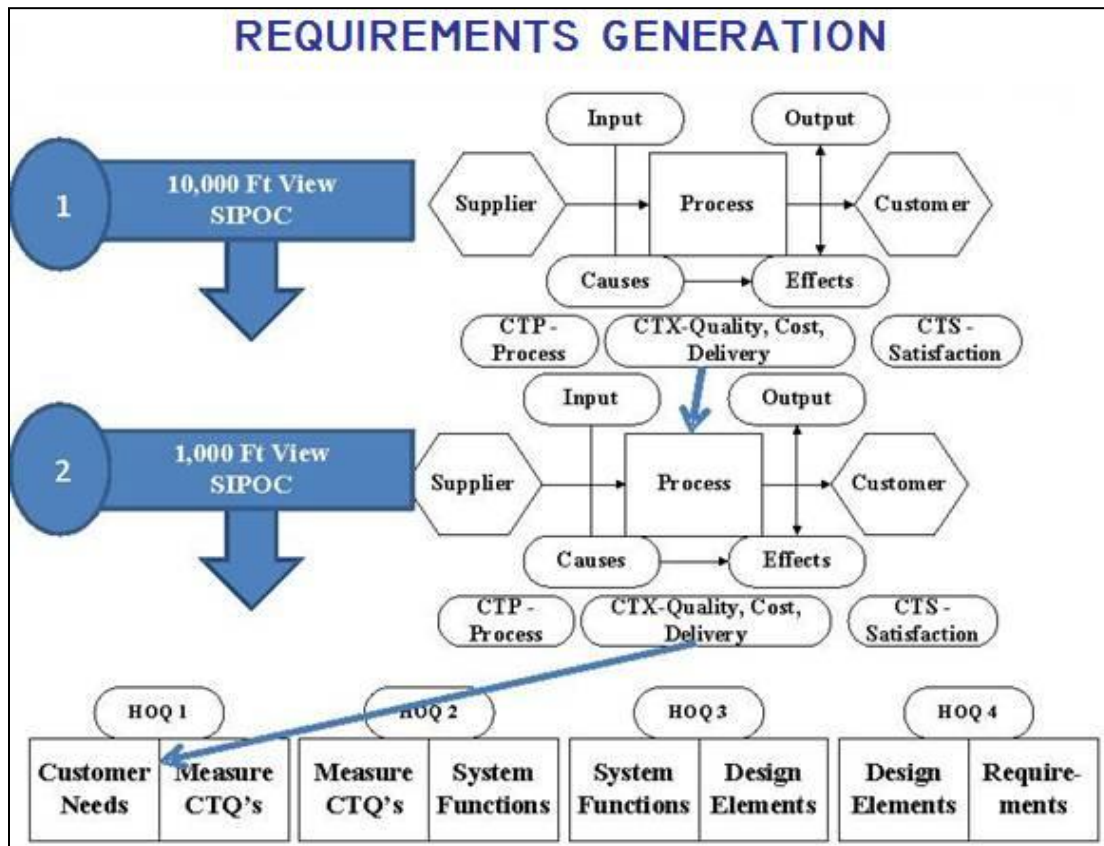 REQUIREMENTS GENERATION
Input
Output
1
10,000 Ft View
SIPOC
Supplier
Process
Customer
Causes
Effects
CTP -
Process
CTX-Quality, Cost,
Delivery
CTS -
Satisfaction
Input
Output
2
1,000 Ft View
SIPOC
Supplier
Process
Customer
Causes
Effects
CTP -
Process
CTX-Quality, Cost,
Delivery
CTS -
Satisfaction
HOQ 1
HOQ 2
HOQ 3
HOQ 4
Customer
Needs
Measure
CTQ's
Measure
CTQ's
System
Functions
System
Functions
Design
Elements
Design
Elements
Require-
ments